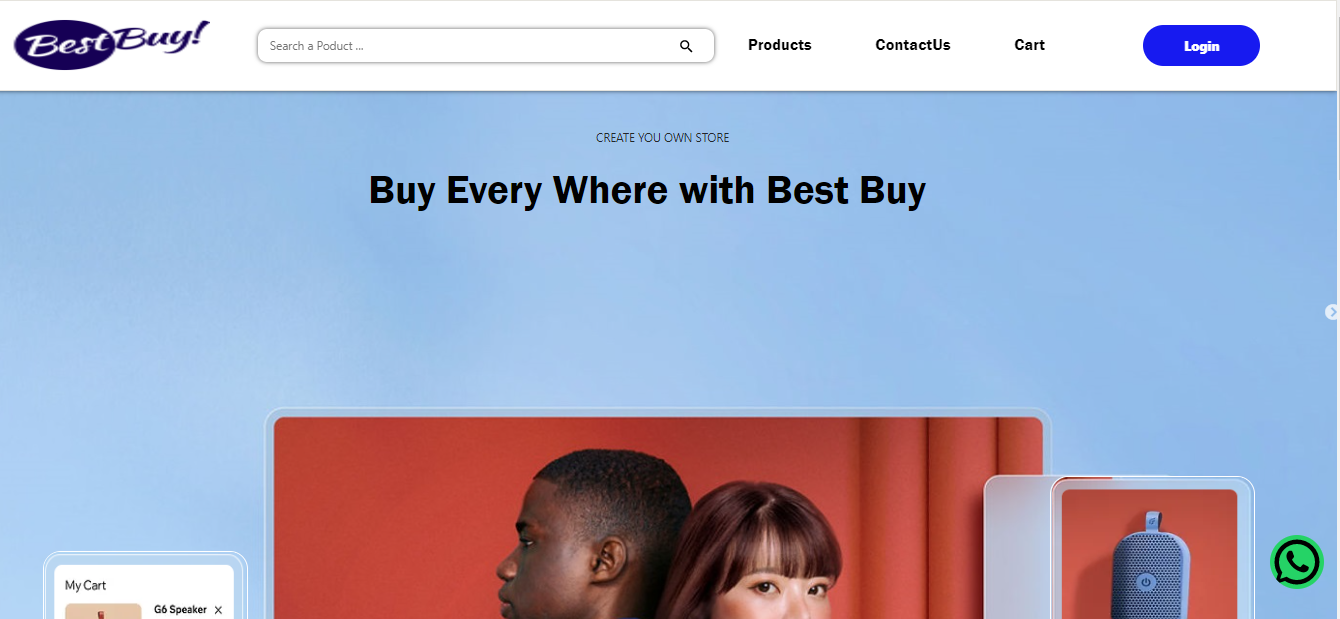 Best Buy!
Search a Poduct ...
Products
ContactUs
Cart
Login
CREATE YOU OWN STORE
Buy Every Where with Best Buy
My Cart
G6 Speaker X